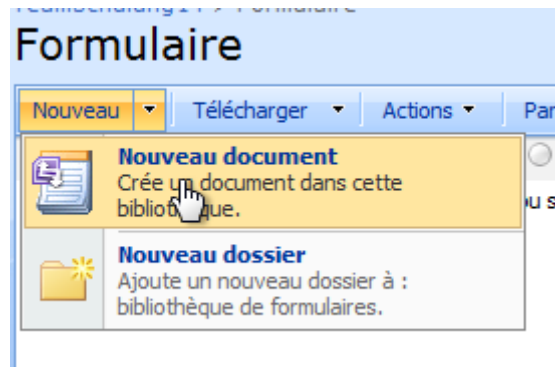 Formulaire
Nouveau Télécharger Actions Par
Nouveau document
Crée un document dans cette
bibliothèque.
Nouveau dossier
Ajoute un nouveau dossier à :
bibliothèque de formulaires.